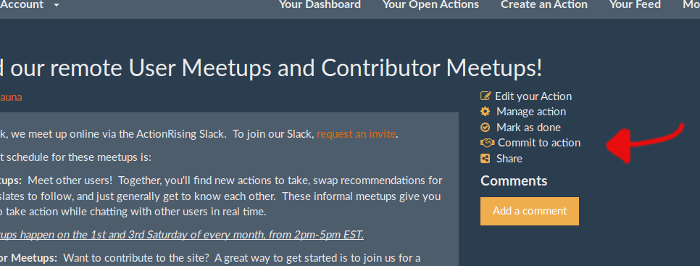 Account
Your Dashboard Your Open Actions Create an Action Your Feed
our remote User Meetups and Contributor Meetups!
auna
we meet up online via the ActionRising Slack. To join our Slack, request an invite.
schedule for these meetups is:
Meet other users! Together, you'll find new actions to take, swap recommendations for
to follow, and just generally get to know each other. These informal meetups give you
take action while chatting with other users in real time.
happen on the 1st and 3rd Saturday of every month, from 2pm-5pm EST.
Meetups: Want to contribute to the site? A great way to get started is to join us for a
Edit your Action
Manage action
Mark as done
Commit to action
Share
Comments
Add a comment